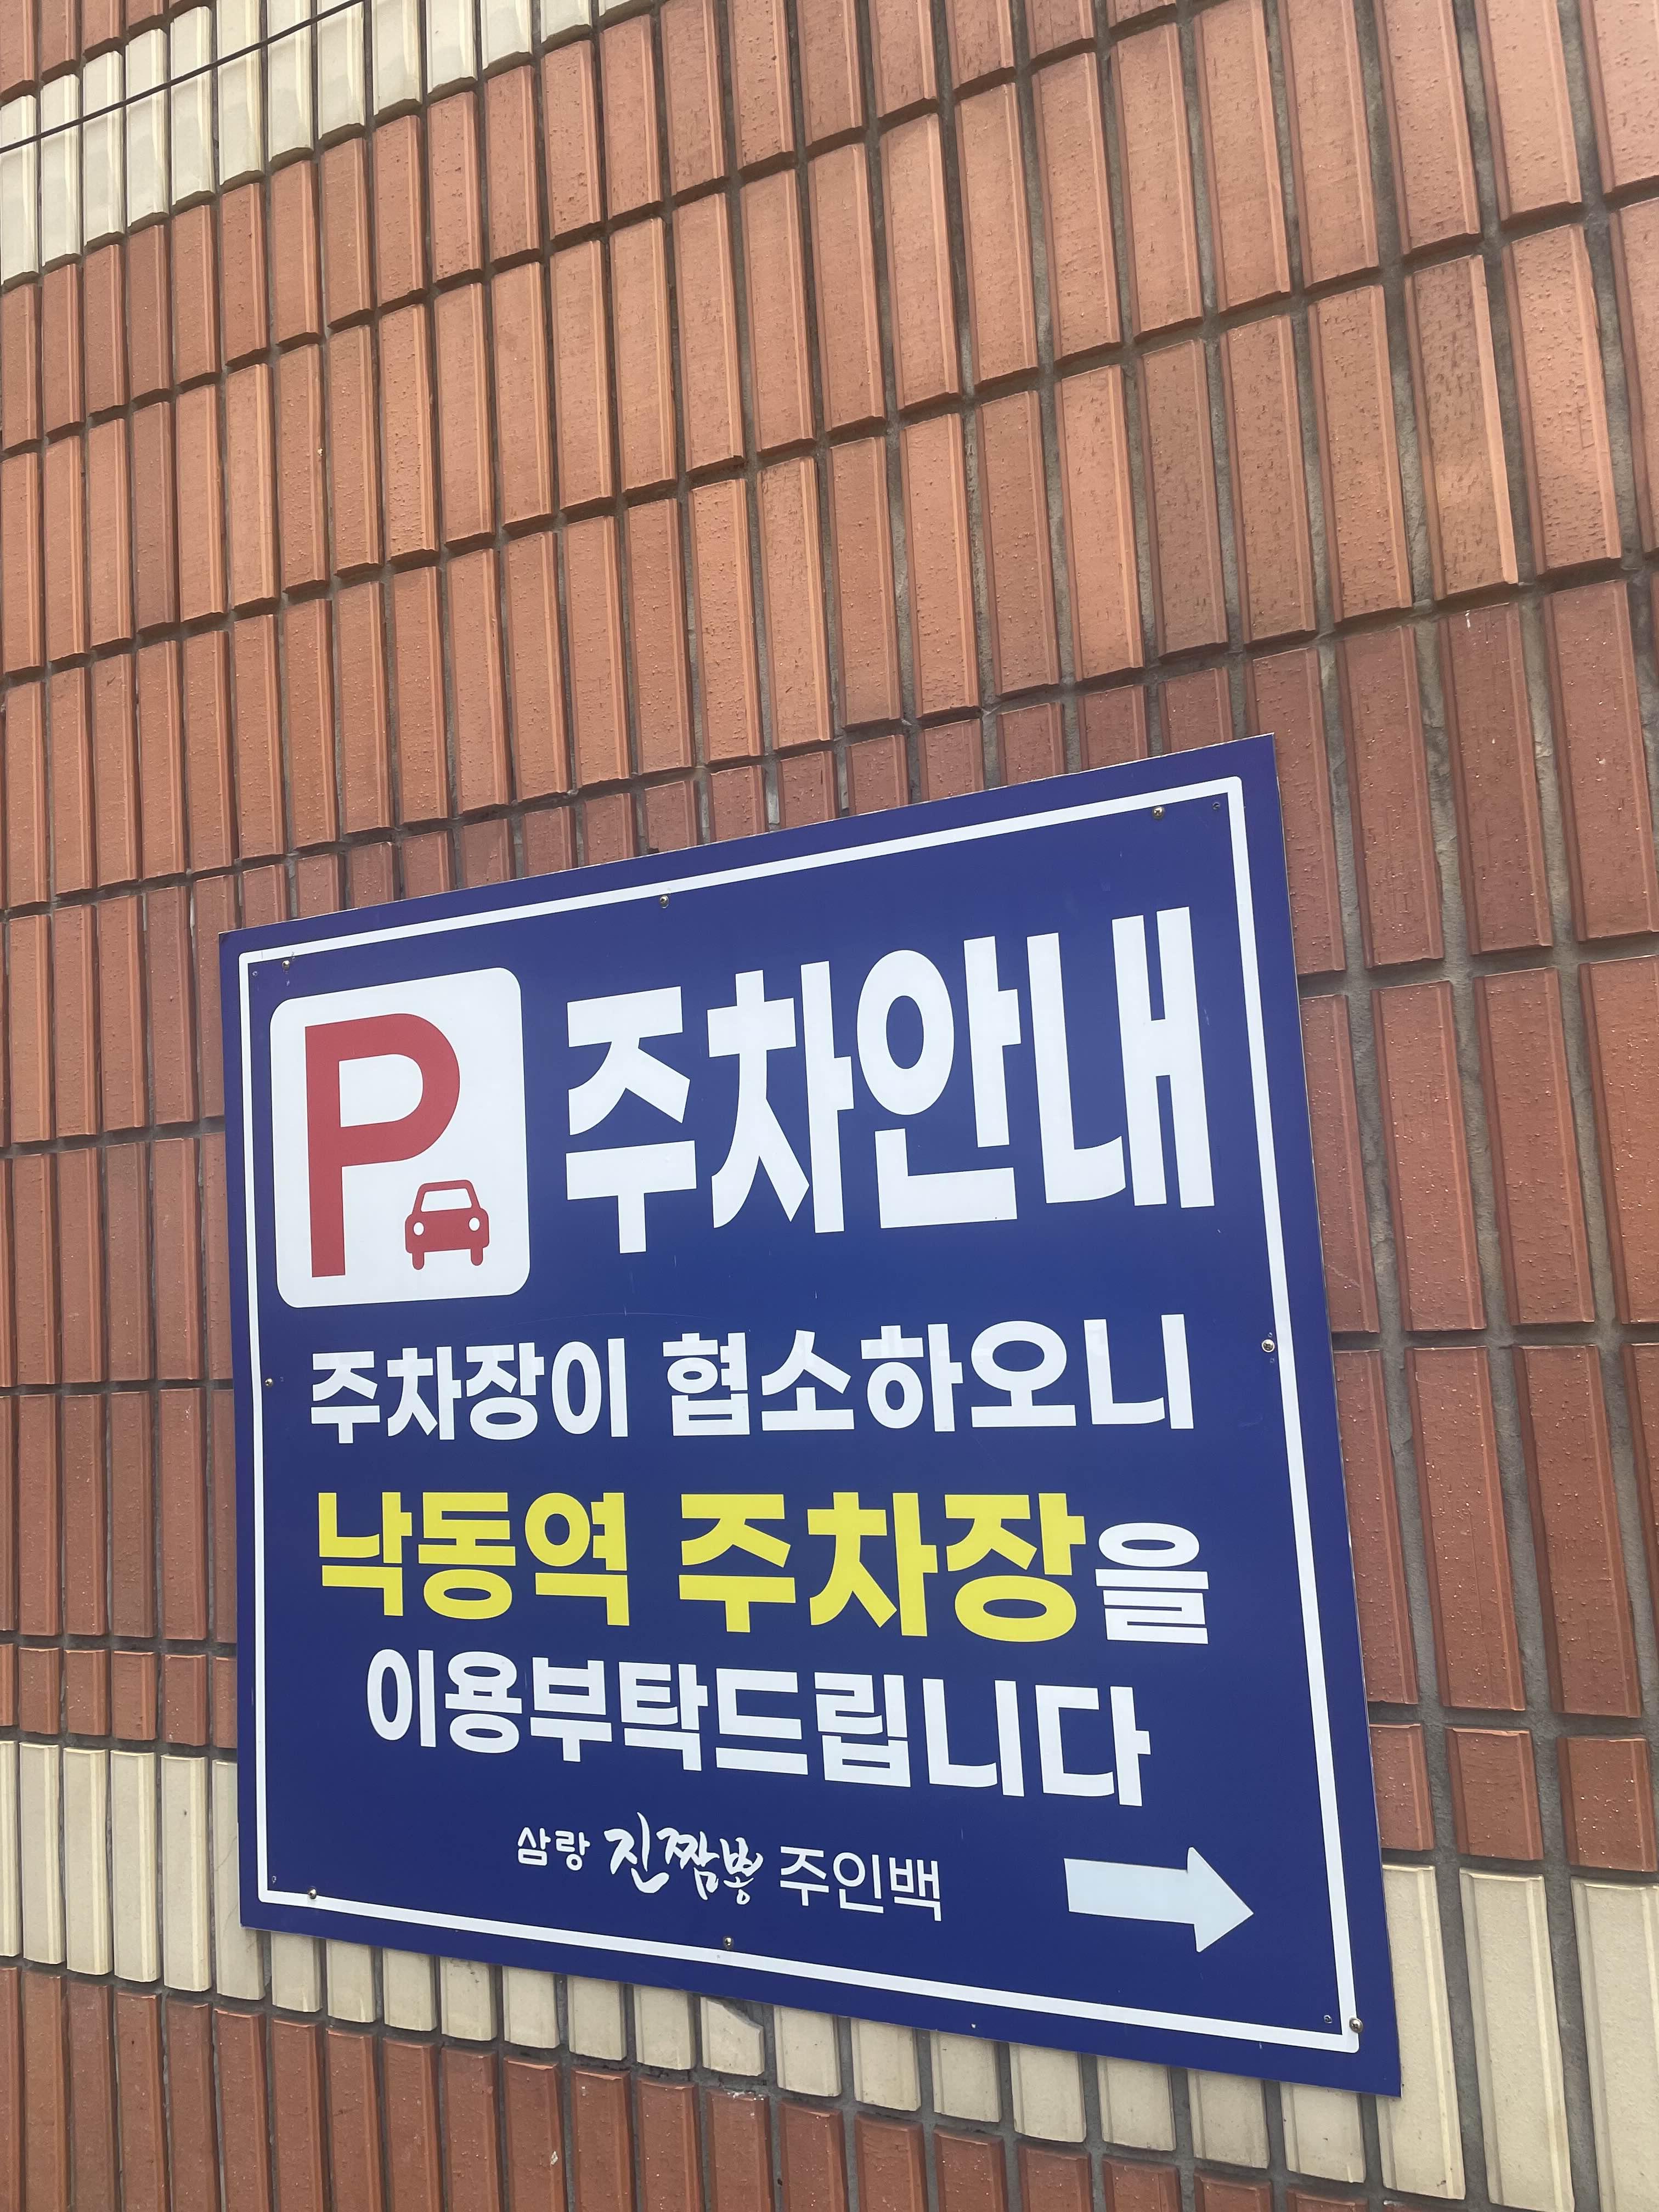 P 주차안내
주차장이 협소하오니
낙동역 주차장을
이용부탁드립니다
삼랑 진짬뽕 주인백